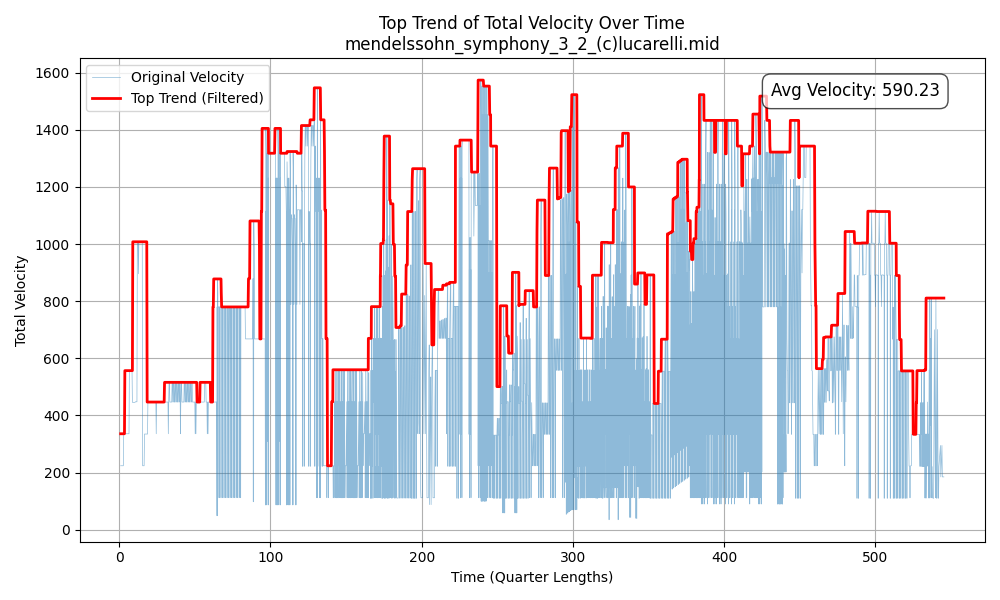 Top Trend of Total Velocity Over Time
mendelssohn_symphony_3_2_(c)lucarelli.mid
Original Velocity
Top Trend (Filtered)
Avg Velocity: 590.23
Total Velocity
1600
1400
1200
1000
800
600
400
200
0
0 100 200 300 400 500
Time (Quarter Lengths)